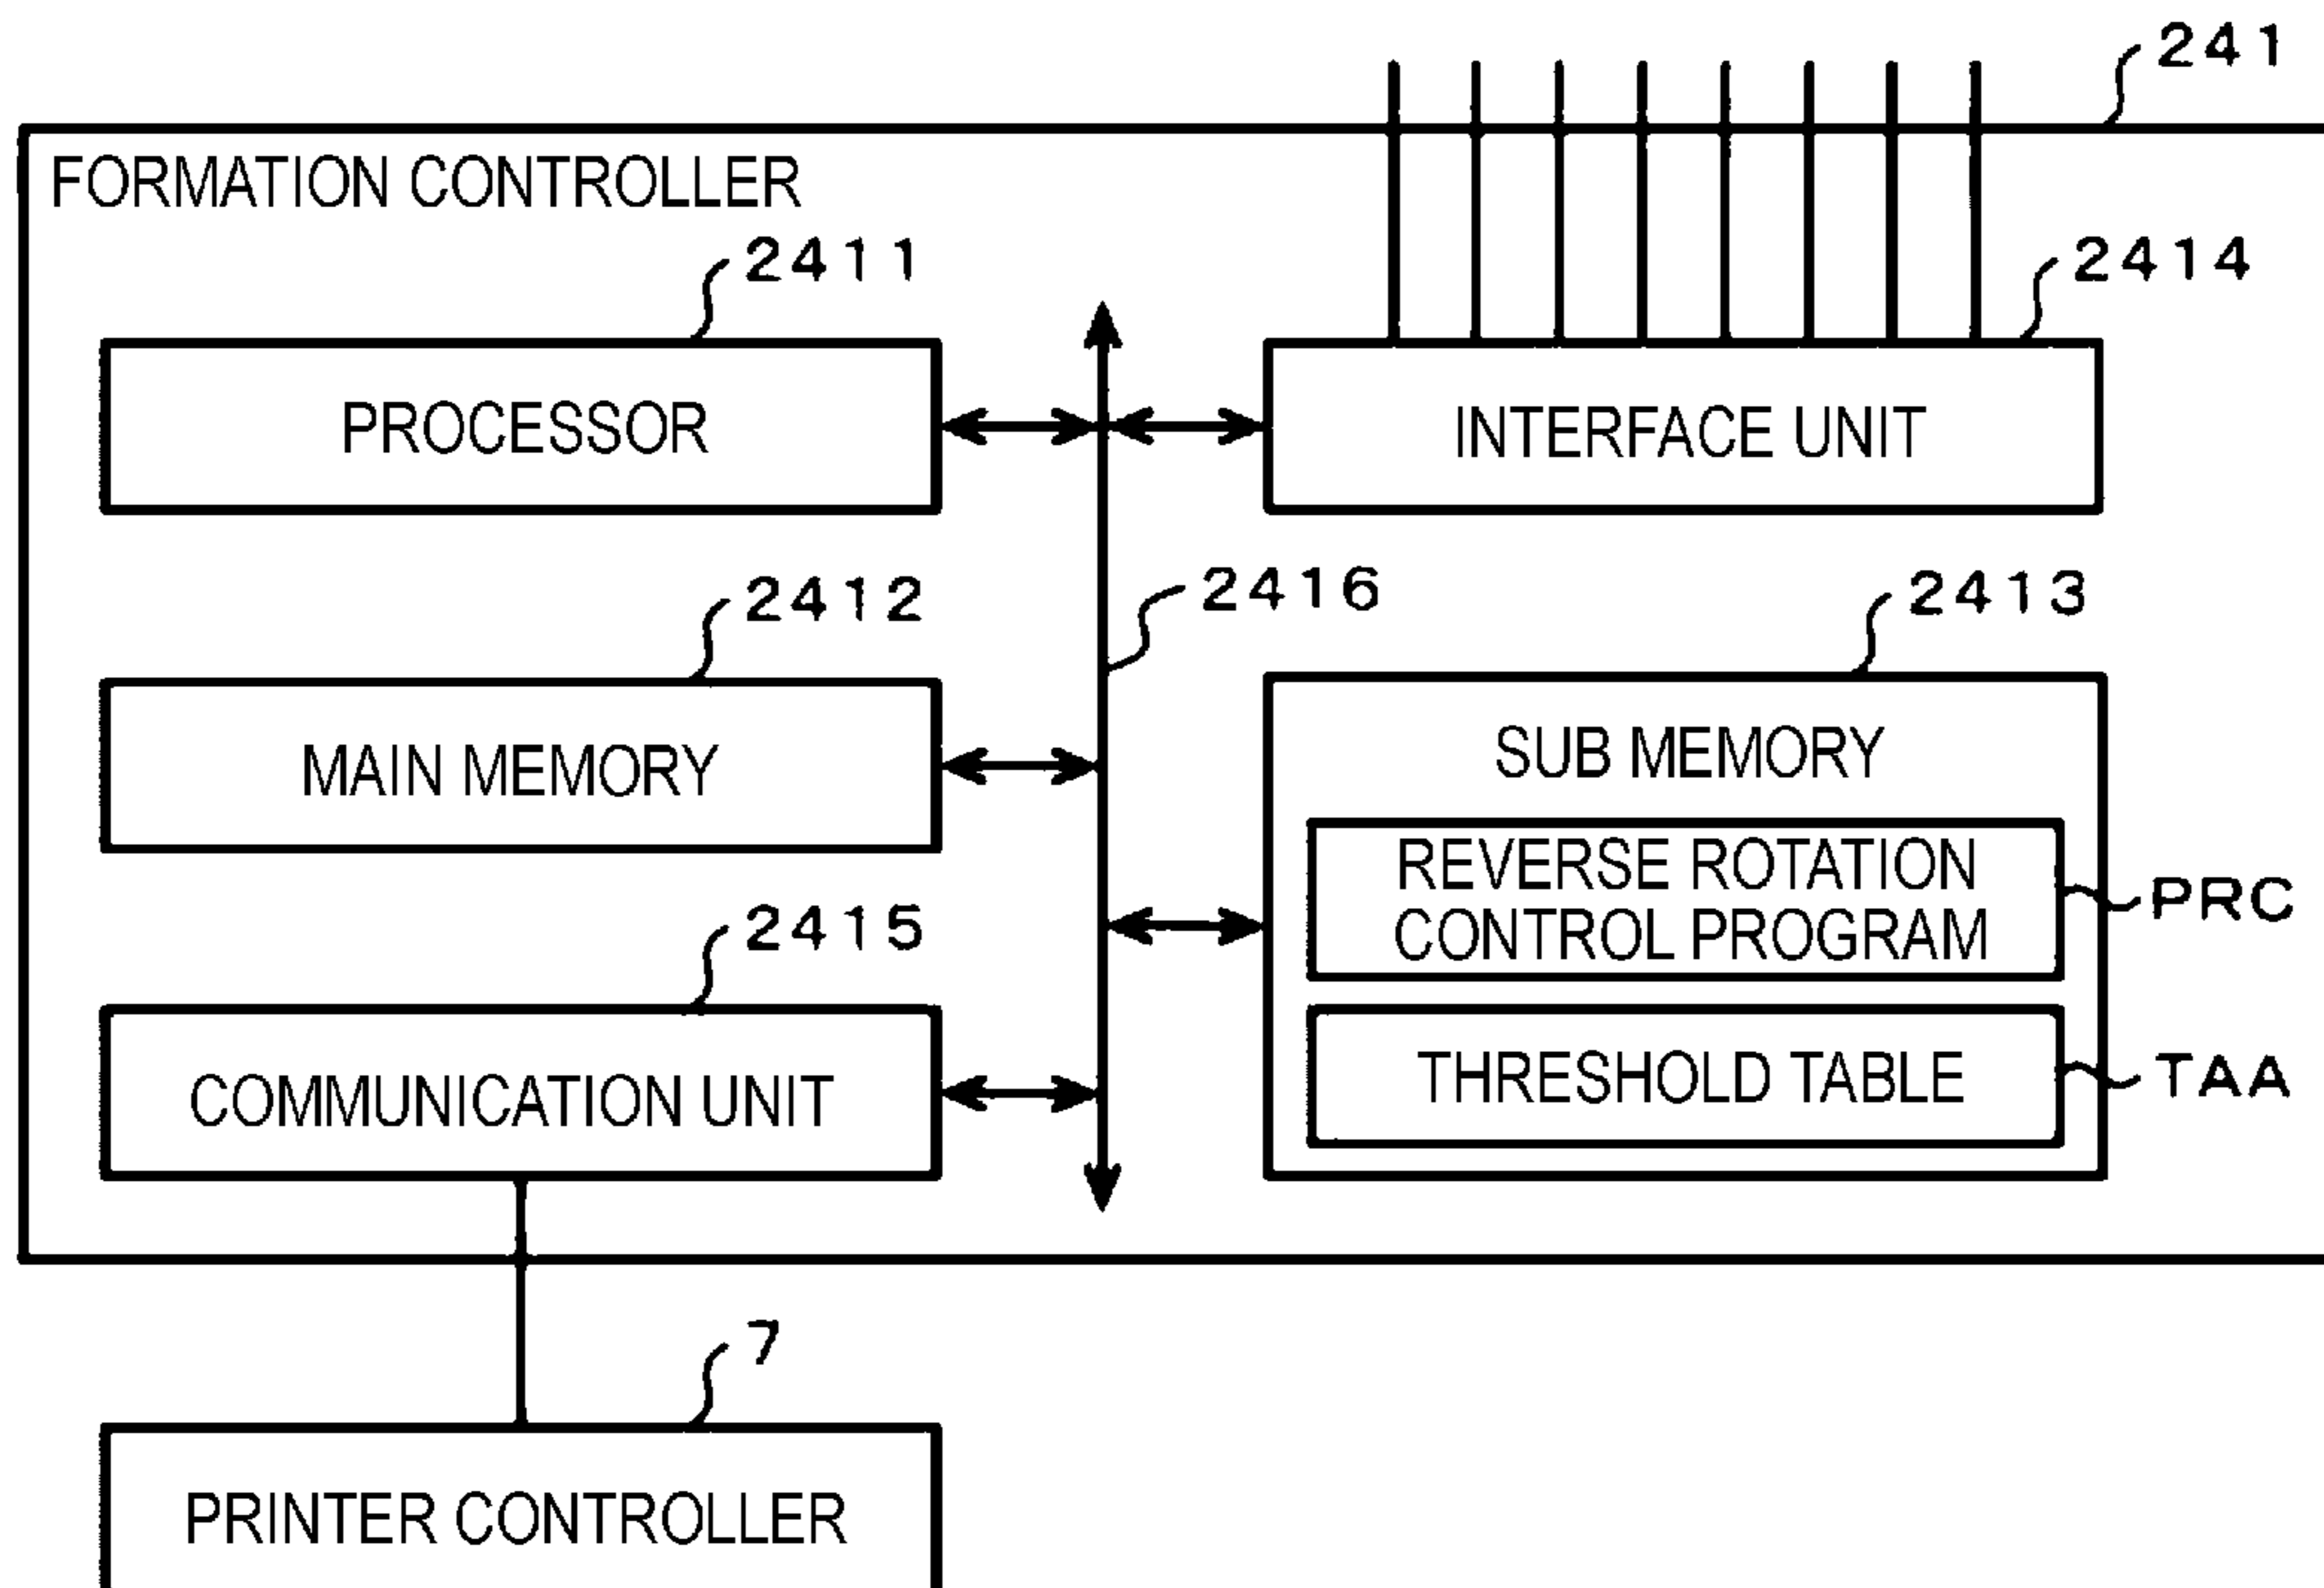 241
FORMATION CONTROLLER
2411
2414
PROCESSOR
INTERFACE UNIT
2412
2416
2413
MAIN MEMORY
SUB MEMORY
REVERSE ROTATION
CONTROL PROGRAM
PRC
2415
COMMUNICATION UNIT
THRESHOLD TABLE
TAA
7
PRINTER CONTROLLER